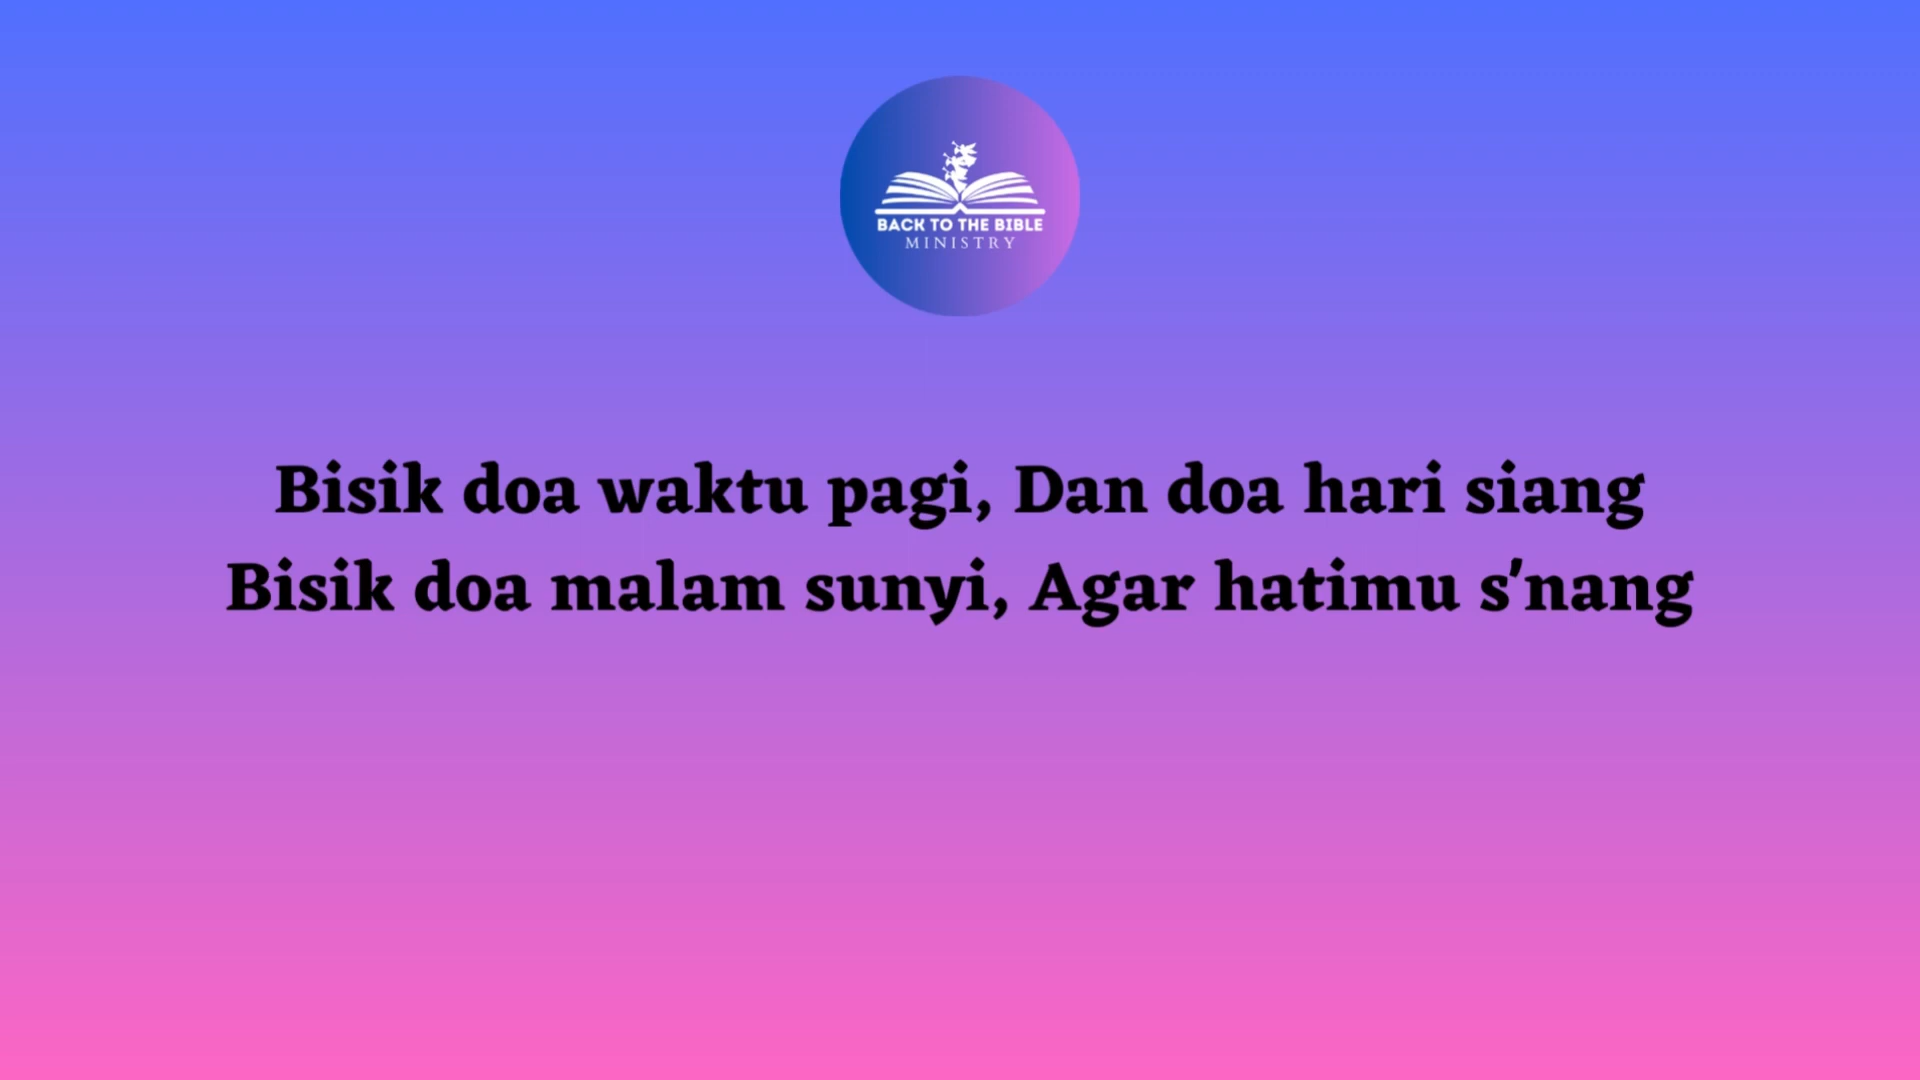 BACK TO THE BIBLE
MINISTRY
Bisik doa waktu pagi, Dan doa hari siang
Bisik doa malam sunyi, Agar hatimu s'nang